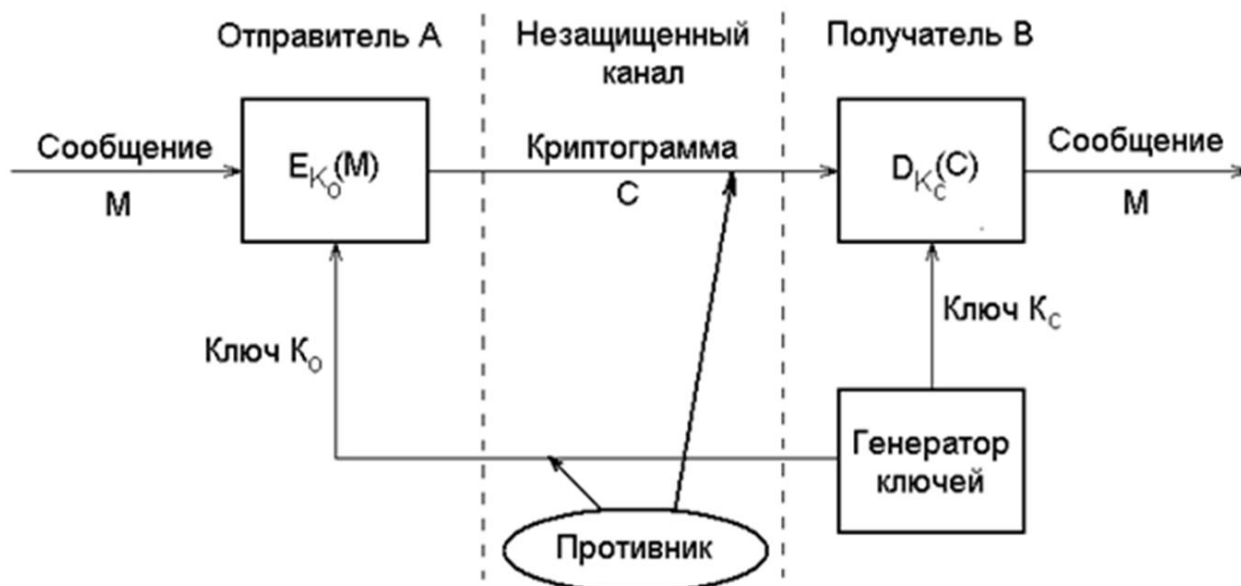 Отправитель А
Незащищенный
канал
Получатель В
Сообщение
М
E_{K_o}(M)
Криптограмма
С
D_{K_c}(C)
Сообщение
М
Ключ K_o
Ключ K_c
Генератор
ключей
Противник